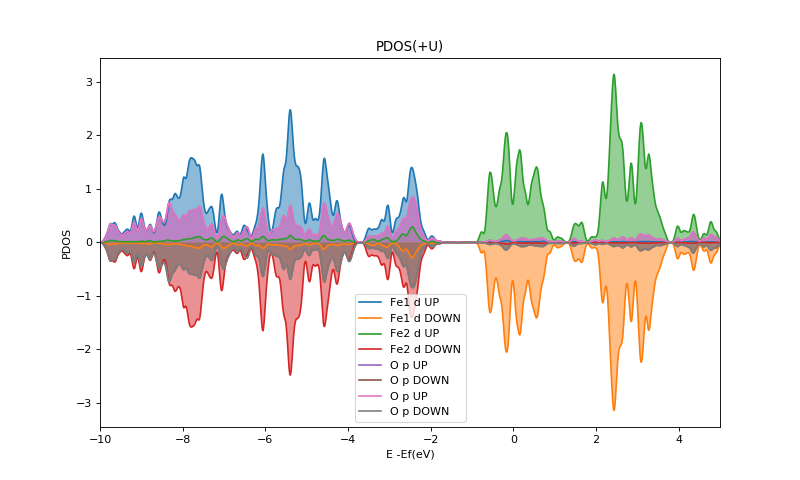 PDOS(+U)
PDOS
3
2
1
0
−1
−2
−3
Fe1 d UP
Fe1 d DOWN
Fe2 d UP
Fe2 d DOWN
O p UP
O p DOWN
O p UP
O p DOWN
−10
−8
−6
−4
−2
0
2
4
E -Ef(eV)